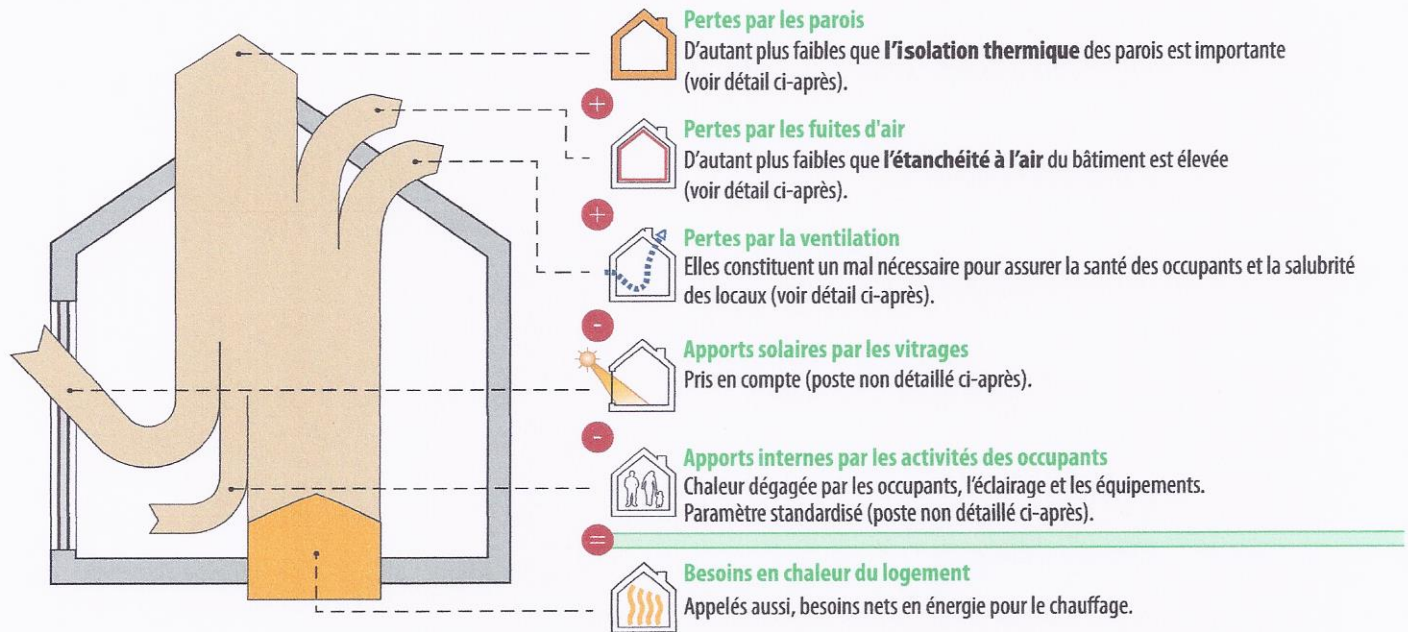 Pertes par les parois
D'autant plus faibles que l'isolation thermique des parois est importante
(voir détail ci-après).
+
Pertes par les fuites d'air
D'autant plus faibles que l'étanchéité à l'air du bâtiment est élevée
(voir détail ci-après).
+
Pertes par la ventilation
Elles constituent un mal nécessaire pour assurer la santé des occupants et la salubrité
des locaux (voir détail ci-après).
-
Apports solaires par les vitrages
Pris en compte (poste non détaillé ci-après).
-
Apports internes par les activités des occupants
Chaleur dégagée par les occupants, l'éclairage et les équipements.
Paramètre standardisé (poste non détaillé ci-après).
=
Besoins en chaleur du logement
Appelés aussi, besoins nets en énergie pour le chauffage.